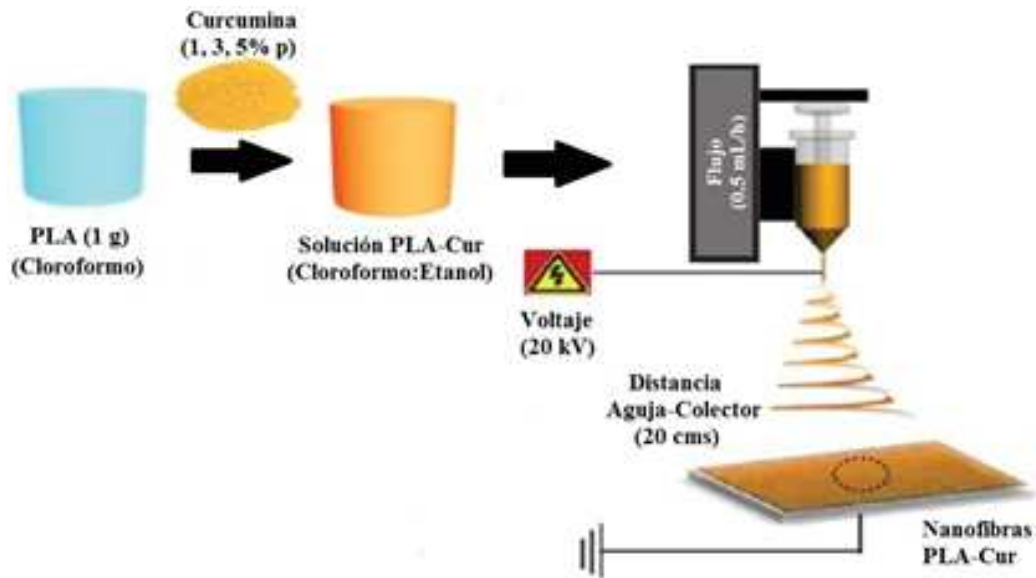 Curcumina
(1, 3, 5% p)
PLA (1 g)
(Cloroformo)
Solución PLA-Cur
(Cloroformo:Etanol)
Flujo
(0.5 mL/h)
Voltaje
(20 kV)
Distancia
Aguja-Colector
(20 cms)
Nanofibras
PLA-Cur